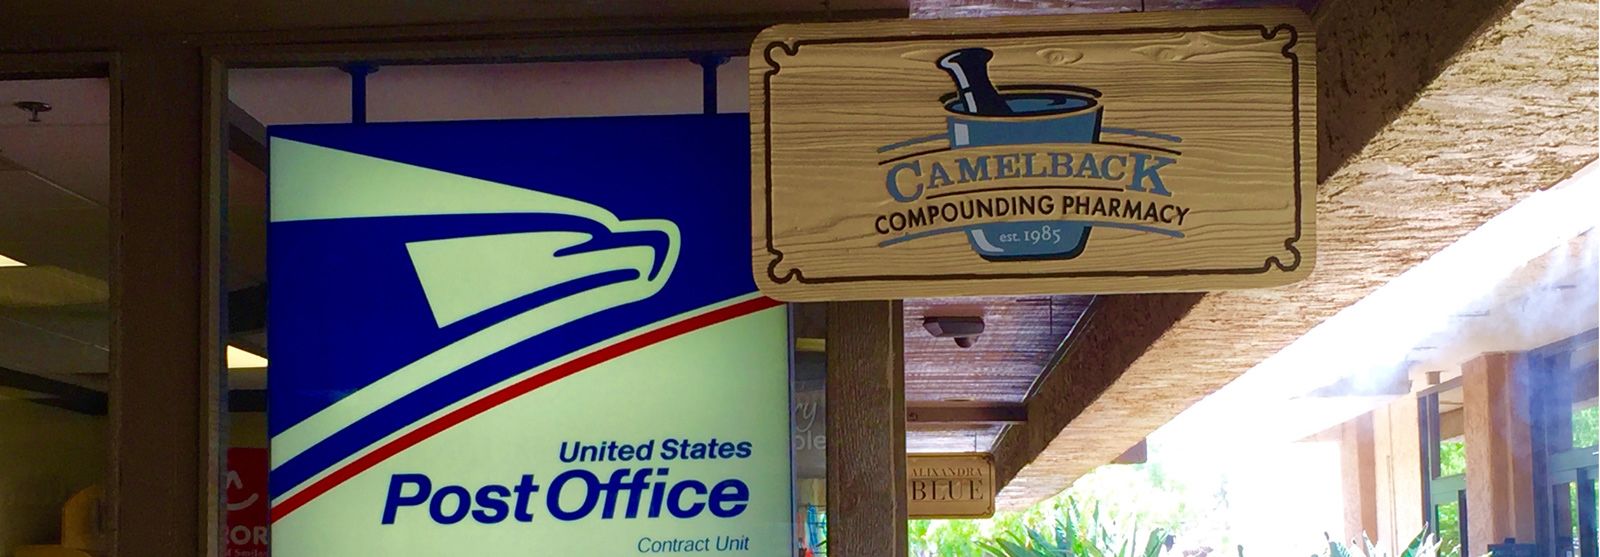 CAMELBACK
COMPOUNDING PHARMACY
est. 1985
United States
Post Office
Contract Unit
ALIXANDRA
BLUE